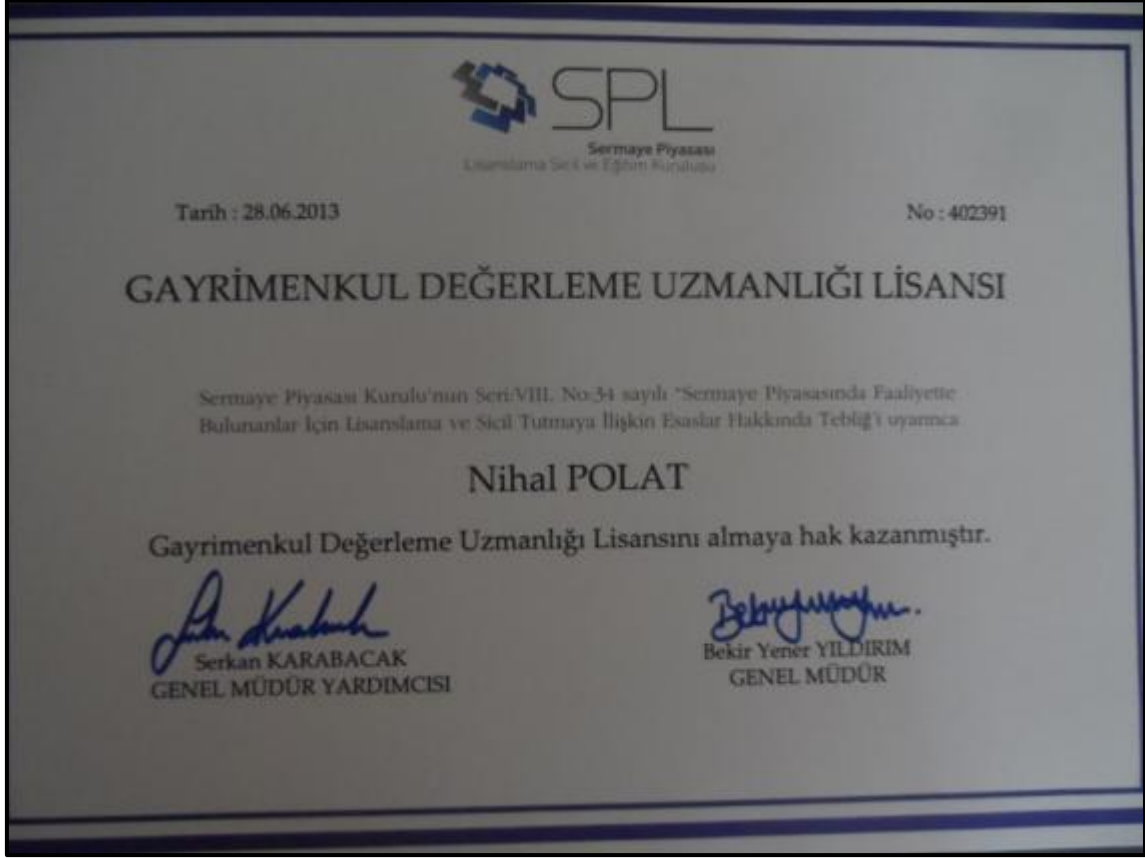 SPL
Sermaye Piyasası
Lisanslama Sicil ve Eğitim Kuruluşu
Tarih : 28.06.2013
No : 402391
GAYRİMENKUL DEĞERLEME UZMANLIĞI LİSANSI
Sermaye Piyasası Kurulu'nun Seri:VIII, No:34 sayılı "Sermaye Piyasasında Faaliyette
Bulunanlar İçin Lisanslama ve Sicil Tutmaya İlişkin Esaslar Hakkında Tebliğ'i uyarınca
Nihal POLAT
Gayrimenkul Değerleme Uzmanlığı Lisansını almaya hak kazanmıştır.
Serkan KARABACAK
GENEL MÜDÜR YARDIMCISI
Bekir Yener YILDIRIM
GENEL MÜDÜR